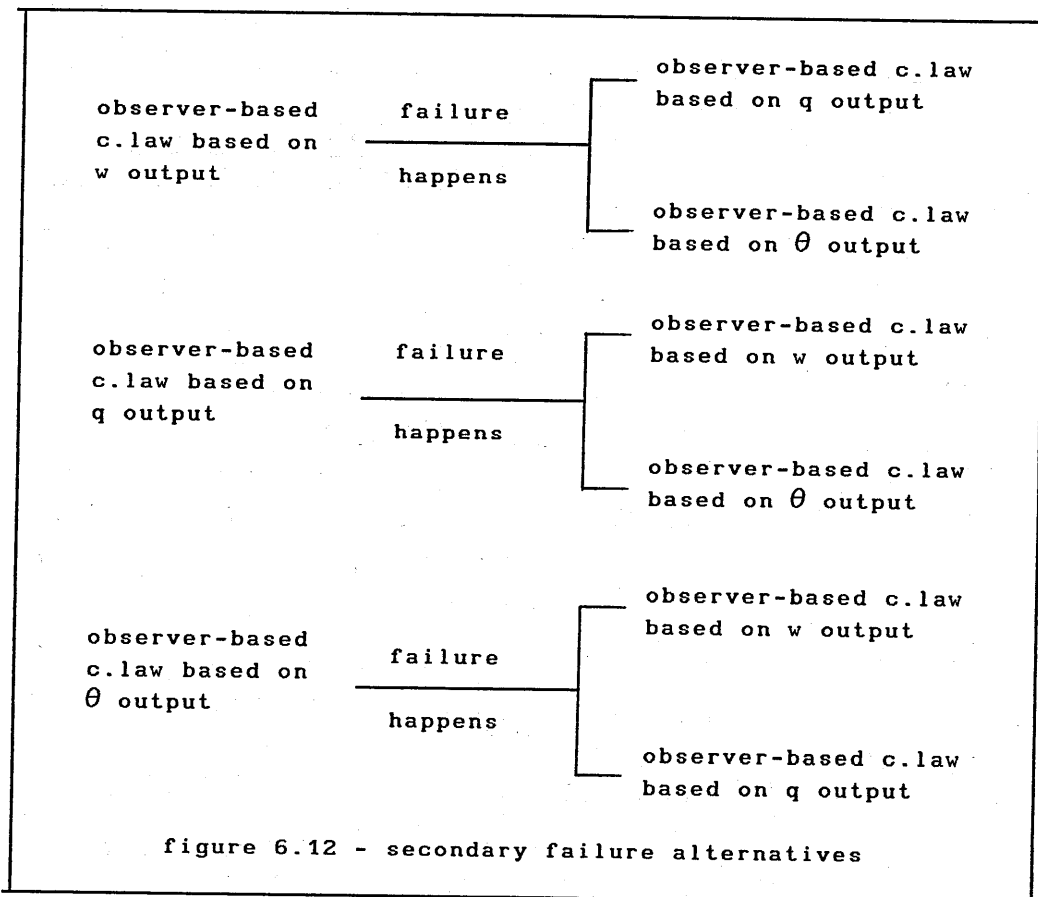 observer-based
c.law based on
w output
failure
happens
observer-based c.law
based on q output
observer-based c.law
based on θ output
observer-based
c.law based on
q output
failure
happens
observer-based c.law
based on w output
observer-based c.law
based on θ output
observer-based
c.law based on
θ output
failure
happens
observer-based c.law
based on w output
observer-based c.law
based on q output
figure 6.12 - secondary failure alternatives